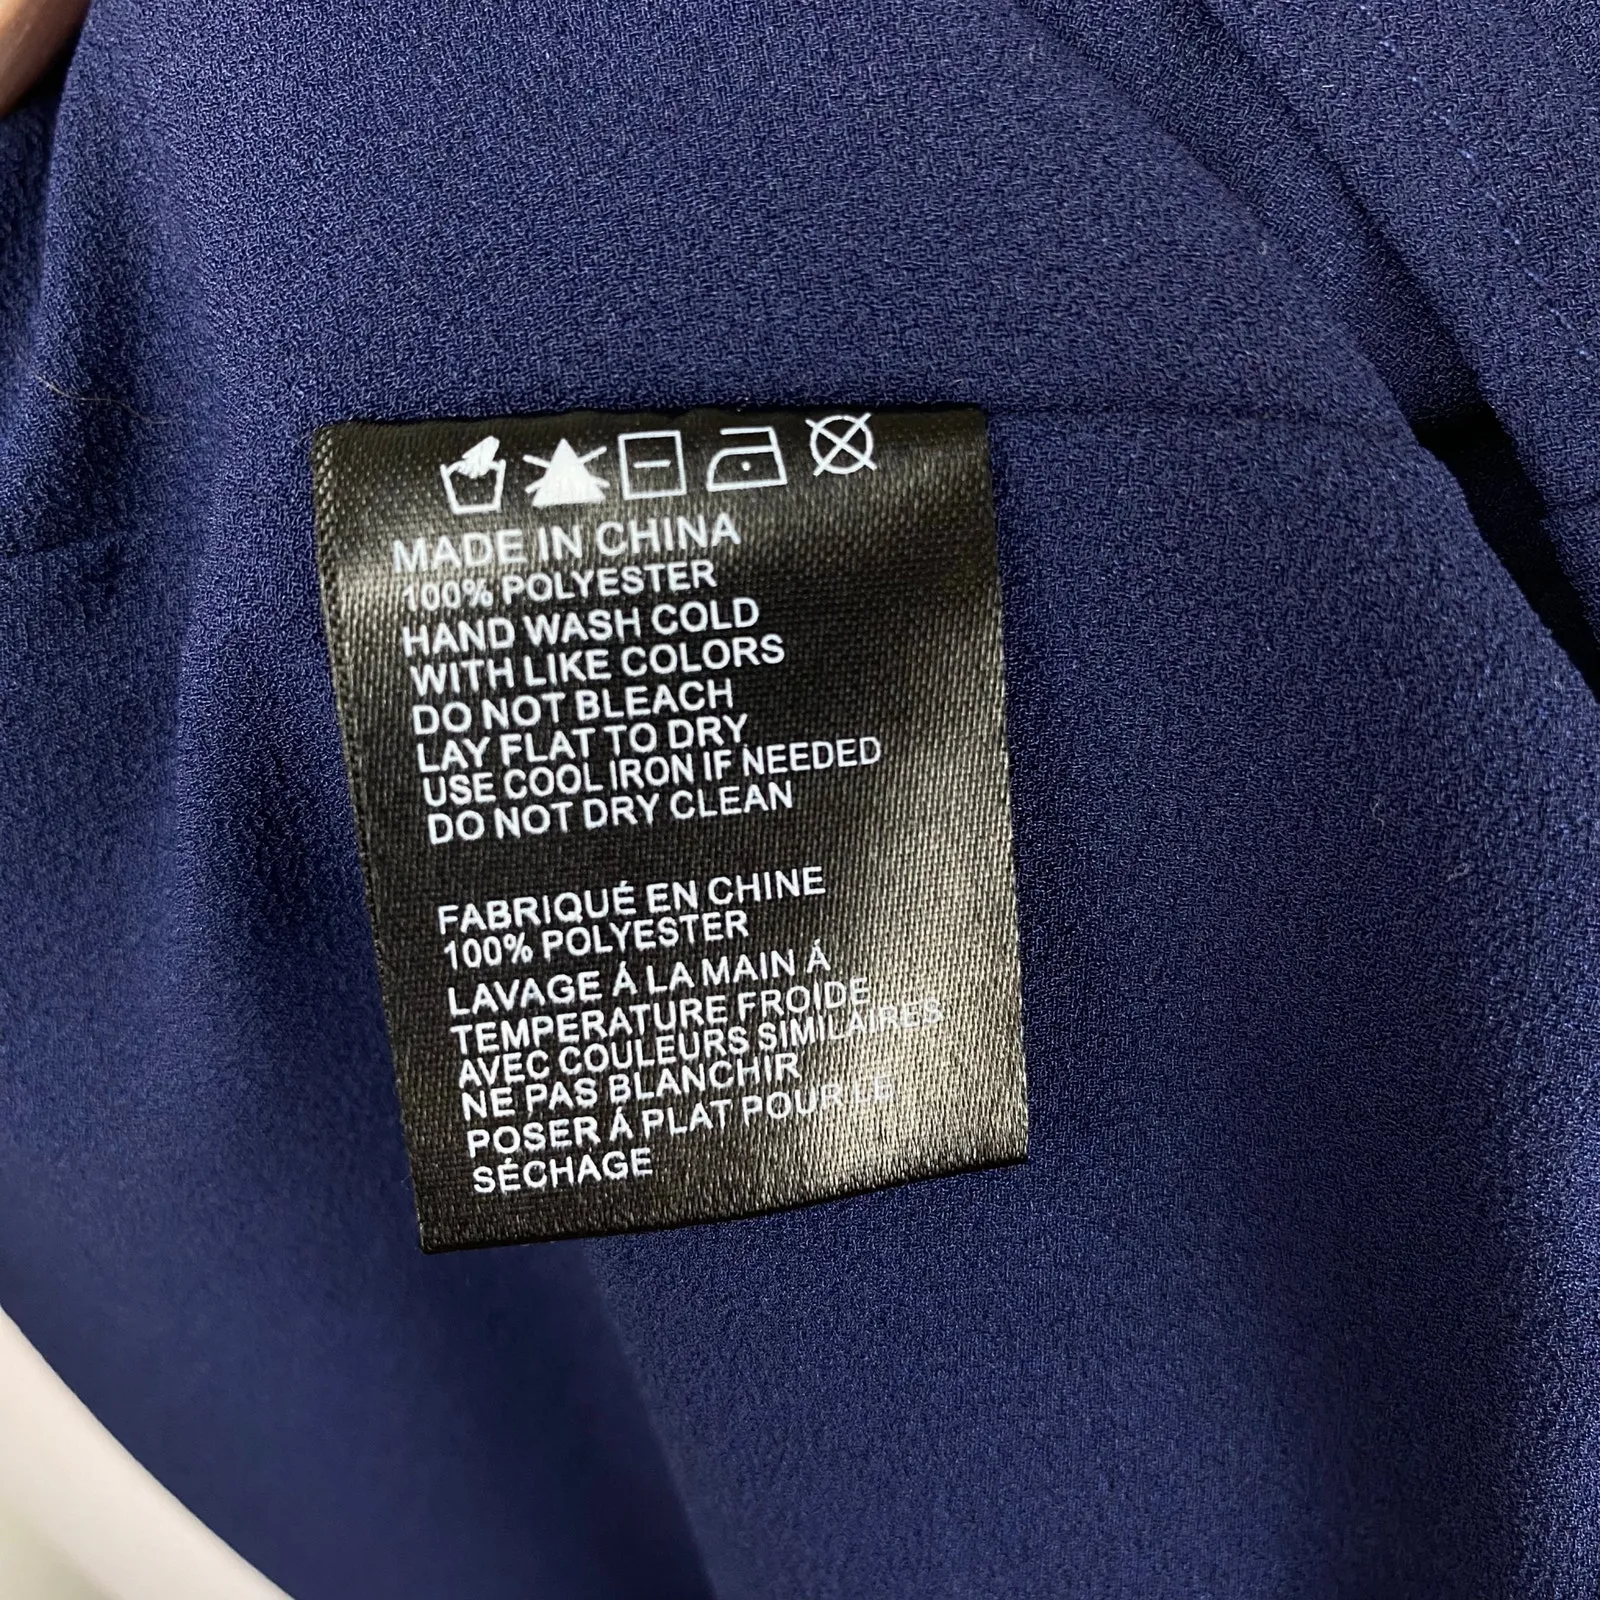 MADE IN CHINA
100% POLYESTER
HAND WASH COLD
WITH LIKE COLORS
DO NOT BLEACH
LAY FLAT TO DRY
USE COOL IRON IF NEEDED
DO NOT DRY CLEAN
FABRIQUÉ EN CHINE
100% POLYESTER
LAVAGE Á LA MAIN Á
TEMPERATURE FROIDE
AVEC COULEURS SIMILAIRES
NE PAS BLANCHIR
POSER Á PLAT POUR LE
SÉCHAGE